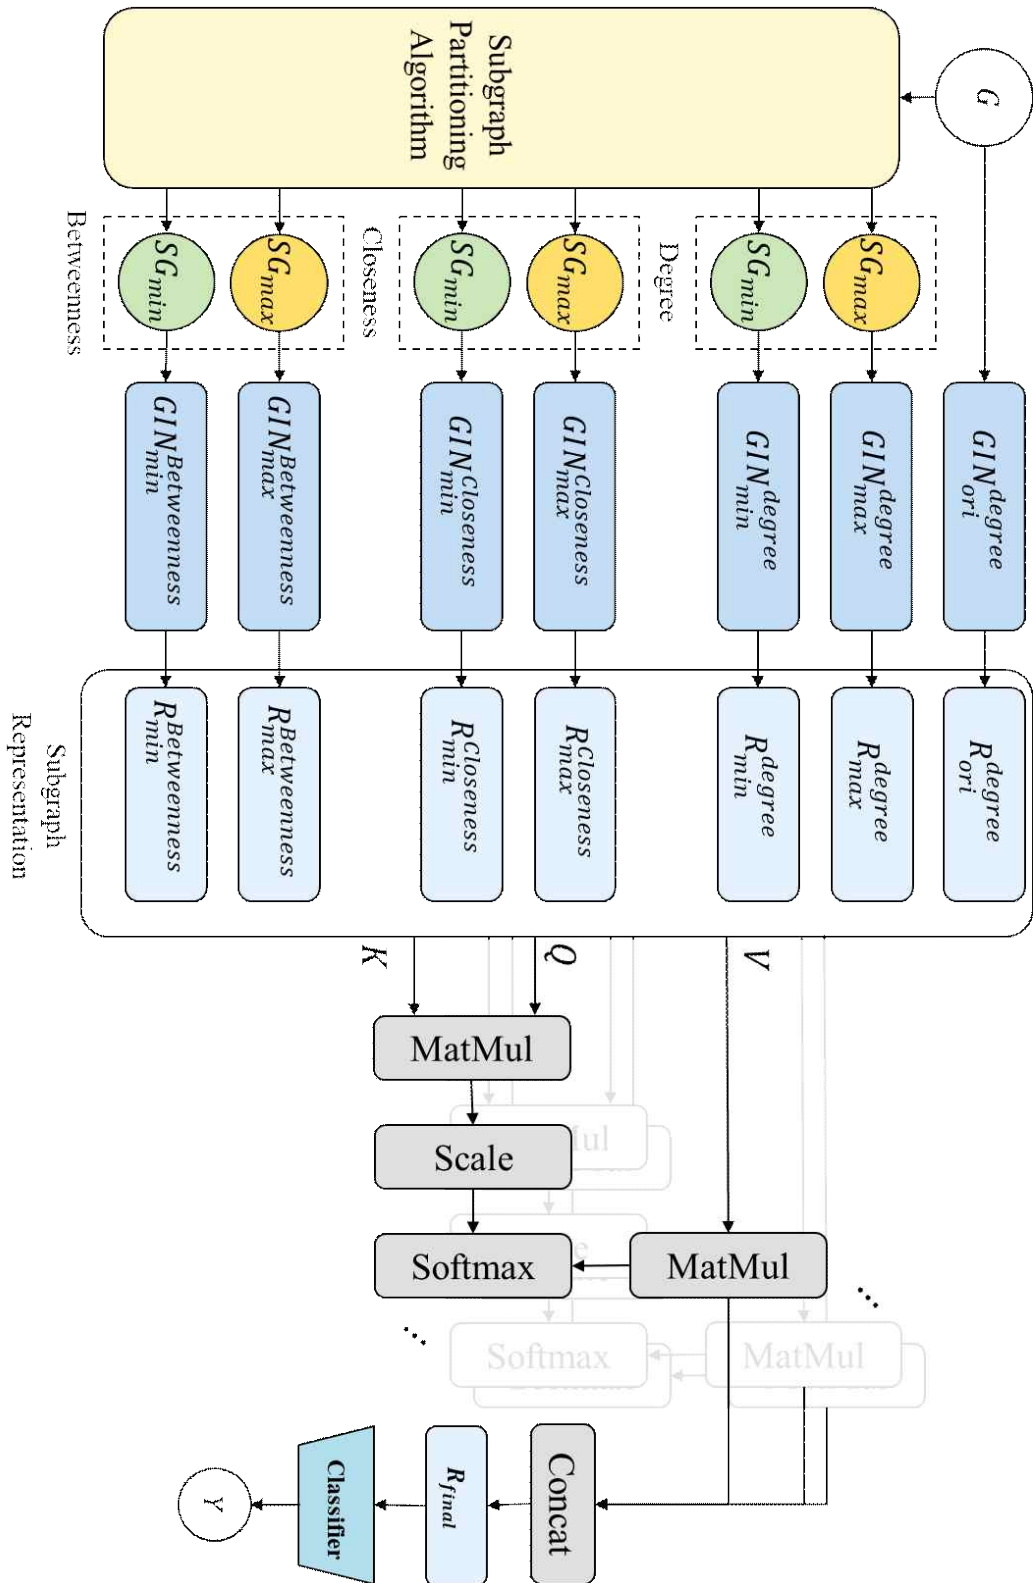 G
Subgraph
Partitioning
Algorithm
Degree
SG_max
SG_min
Closeness
SG_max
SG_min
Betweenness
SG_max
SG_min
GIN_ori^degree
GIN_max^degree
GIN_min^degree
GIN_max^Closeness
GIN_min^Closeness
GIN_max^Betweenness
GIN_min^Betweenness
R_ori^degree
R_max^degree
R_min^degree
R_max^Closeness
R_min^Closeness
R_max^Betweenness
R_min^Betweenness
Subgraph
Representation
V
Q
K
MatMul
Scale
Softmax
MatMul
...
...
Softmax
MatMul
Concat
R_final
Classifier
Y